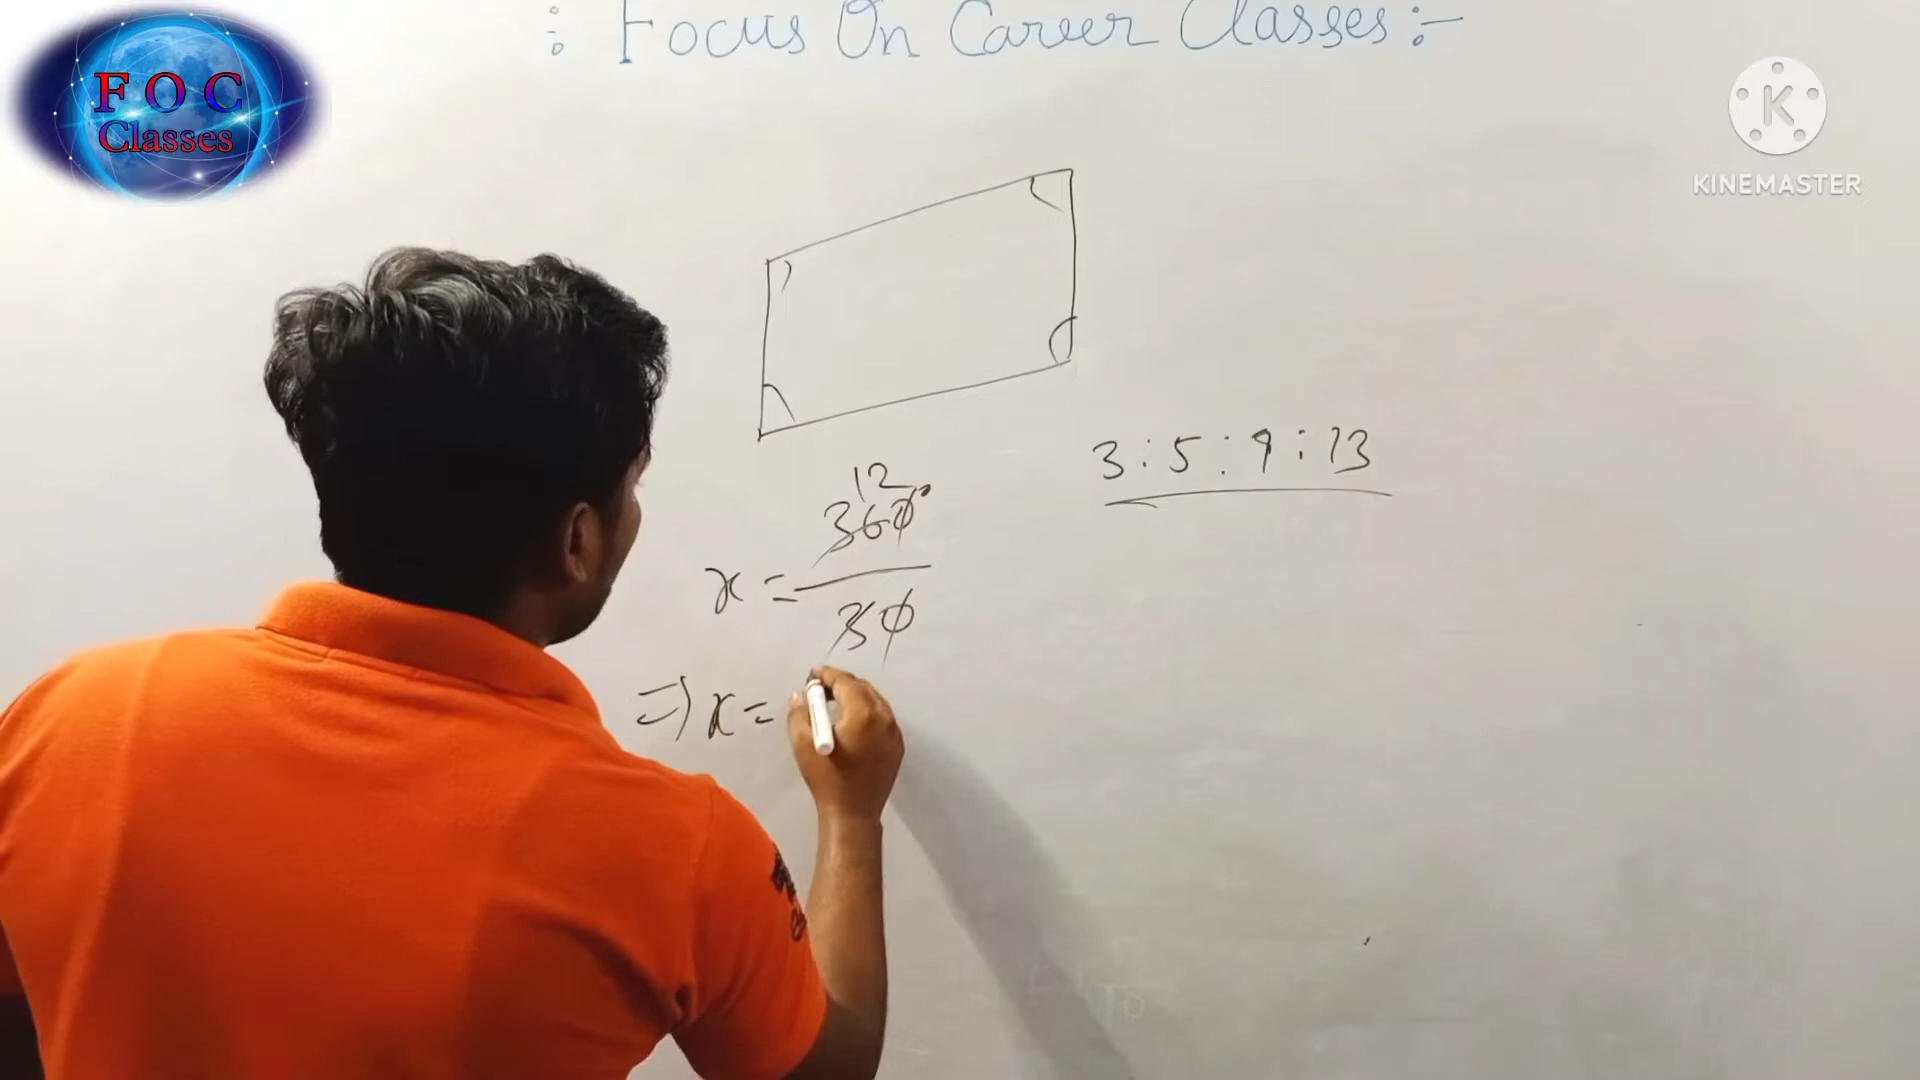 :- Focus On Career Classes :-
F O C
Classes
KINEMASTER
3 : 5 : 9 : 13
12
x = 360° / 30
⇒ x =